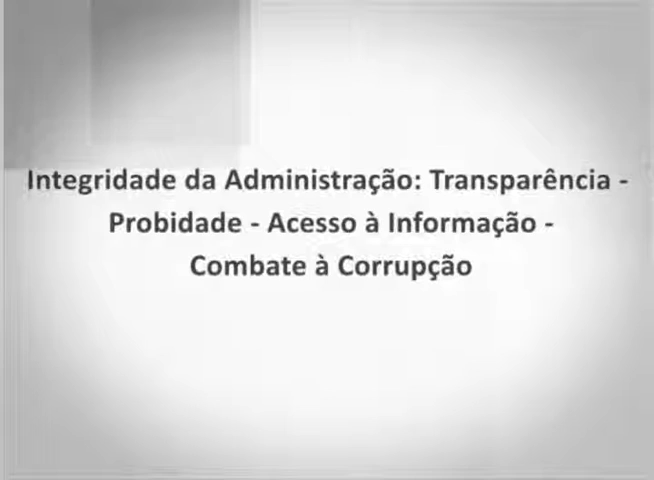 Integridade da Administração: Transparência -
Probidade - Acesso à Informação -
Combate à Corrupção